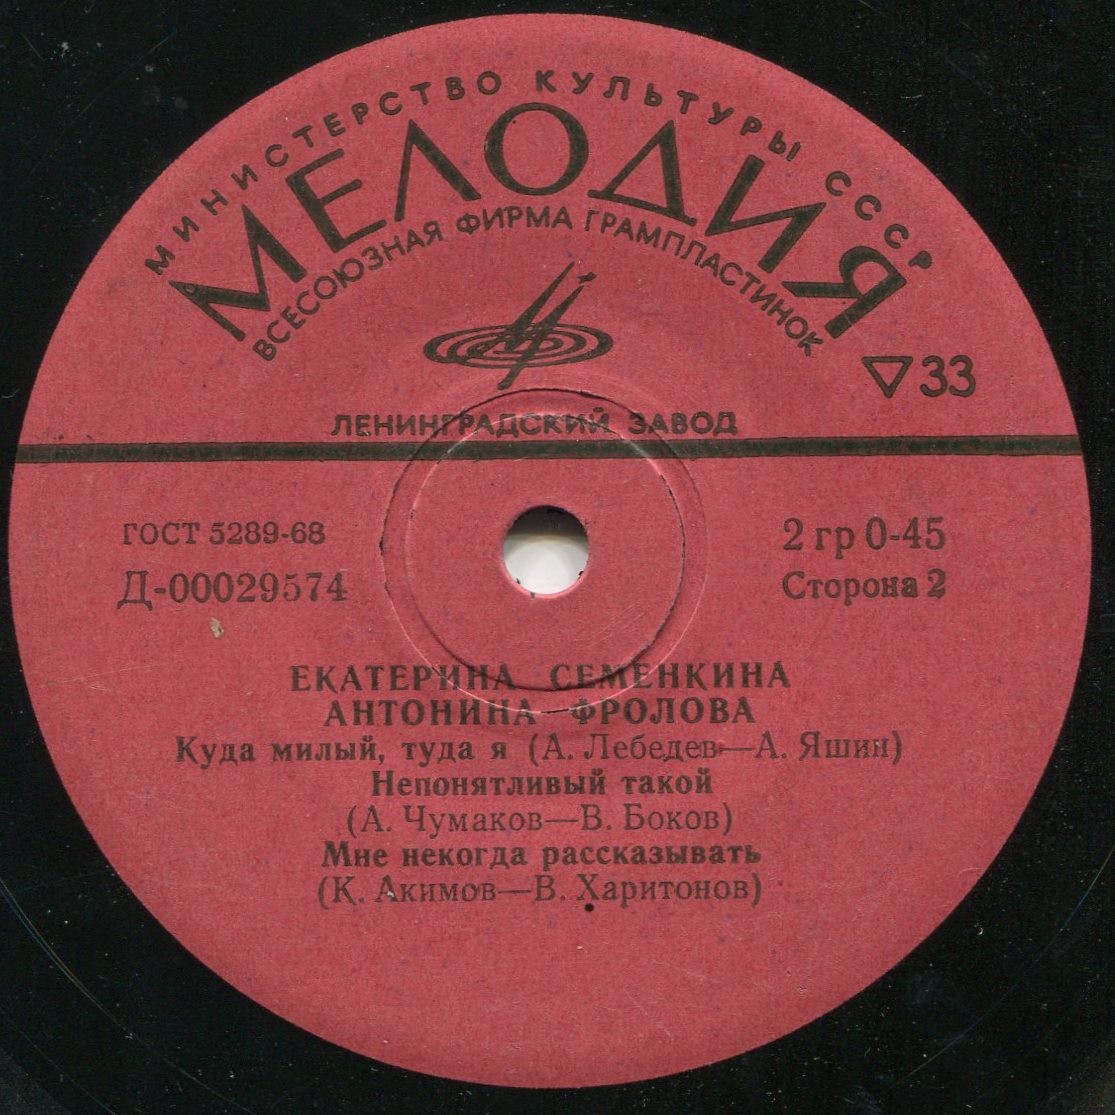 МИНИСТЕРСТВО КУЛЬТУРЫ СССР
МЕЛОДИЯ
ВСЕСОЮЗНАЯ ФИРМА ГРАМПЛАСТИНОК
▽33
ЛЕНИНГРАДСКИЙ ЗАВОД
ГОСТ 5289-68
2 гр 0-45
Д-00029574
Сторона 2
ЕКАТЕРИНА СЕМЕНКИНА
АНТОНИНА ФРОЛОВА
Куда милый, туда я (А. Лебедев—А. Яшин)
Непонятливый такой
(А. Чумаков—В. Боков)
Мне некогда рассказывать
(К. Акимов—В. Харитонов)